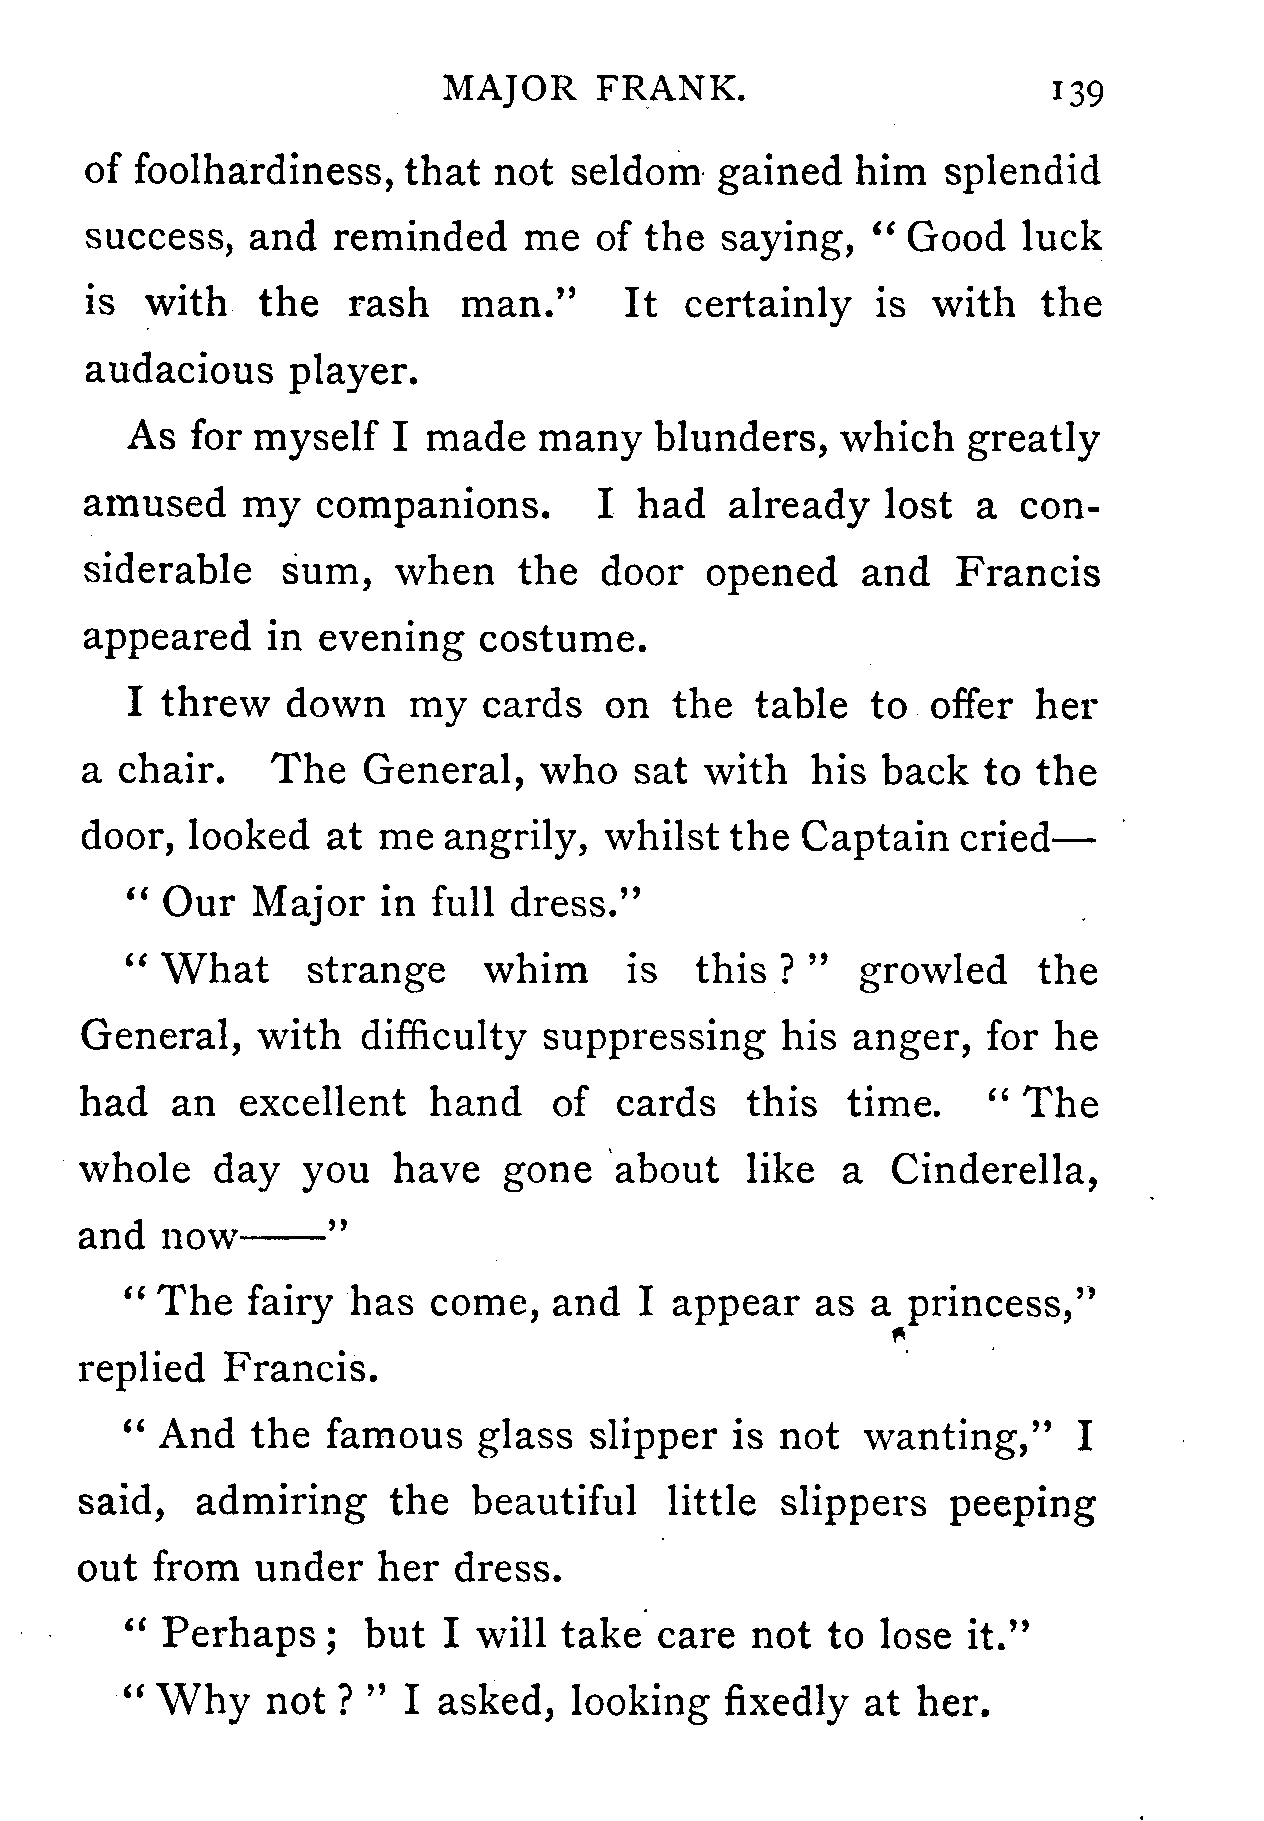 MAJOR FRANK. 139
of foolhardiness, that not seldom gained him splendid
success, and reminded me of the saying, “ Good luck
is with the rash man.” It certainly is with the
audacious player.
As for myself I made many blunders, which greatly
amused my companions. I had already lost a con-
siderable sum, when the door opened and Francis
appeared in evening costume.
I threw down my cards on the table to offer her
a chair. The General, who sat with his back to the
door, looked at me angrily, whilst the Captain cried—
“ Our Major in full dress.”
“ What strange whim is this ? ” growled the
General, with difficulty suppressing his anger, for he
had an excellent hand of cards this time. “ The
whole day you have gone about like a Cinderella,
and now——”
“ The fairy has come, and I appear as a princess,”
replied Francis.
“ And the famous glass slipper is not wanting,” I
said, admiring the beautiful little slippers peeping
out from under her dress.
“ Perhaps ; but I will take care not to lose it.”
“ Why not ? ” I asked, looking fixedly at her.